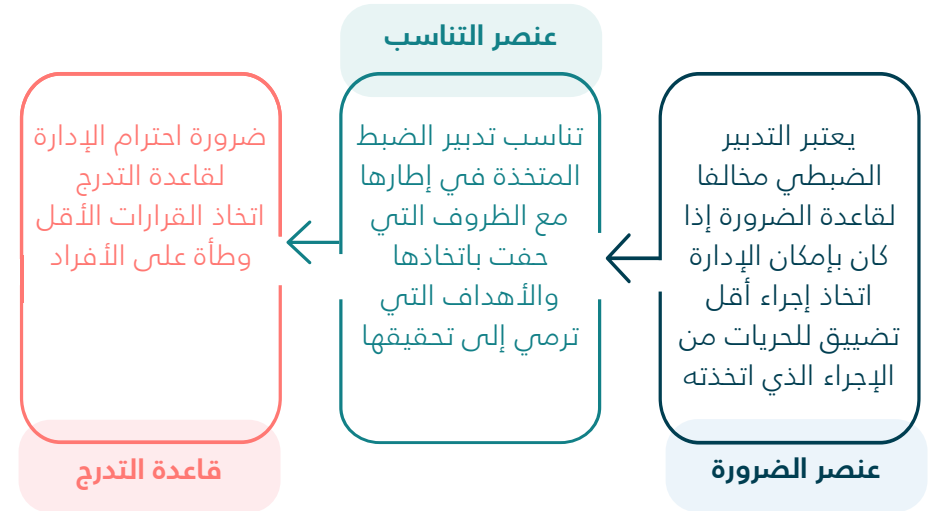 يعتبر التدبير
الضبطي مخالفا
لقاعدة الضرورة إذا
كان بإمكان الإدارة
اتخاذ إجراء أقل
تضييق للحريات من
الإجراء الذي اتخذته
عنصر الضرورة
عنصر التناسب
تناسب تدبير الضبط
المتخذة في إطارها
مع الظروف التي
حفت باتخاذها
والأهداف التي
ترمي إلى تحقيقها
ضرورة احترام الإدارة
لقاعدة التدرج
اتخاذ القرارات الأقل
وطأة على الأفراد
قاعدة التدرج